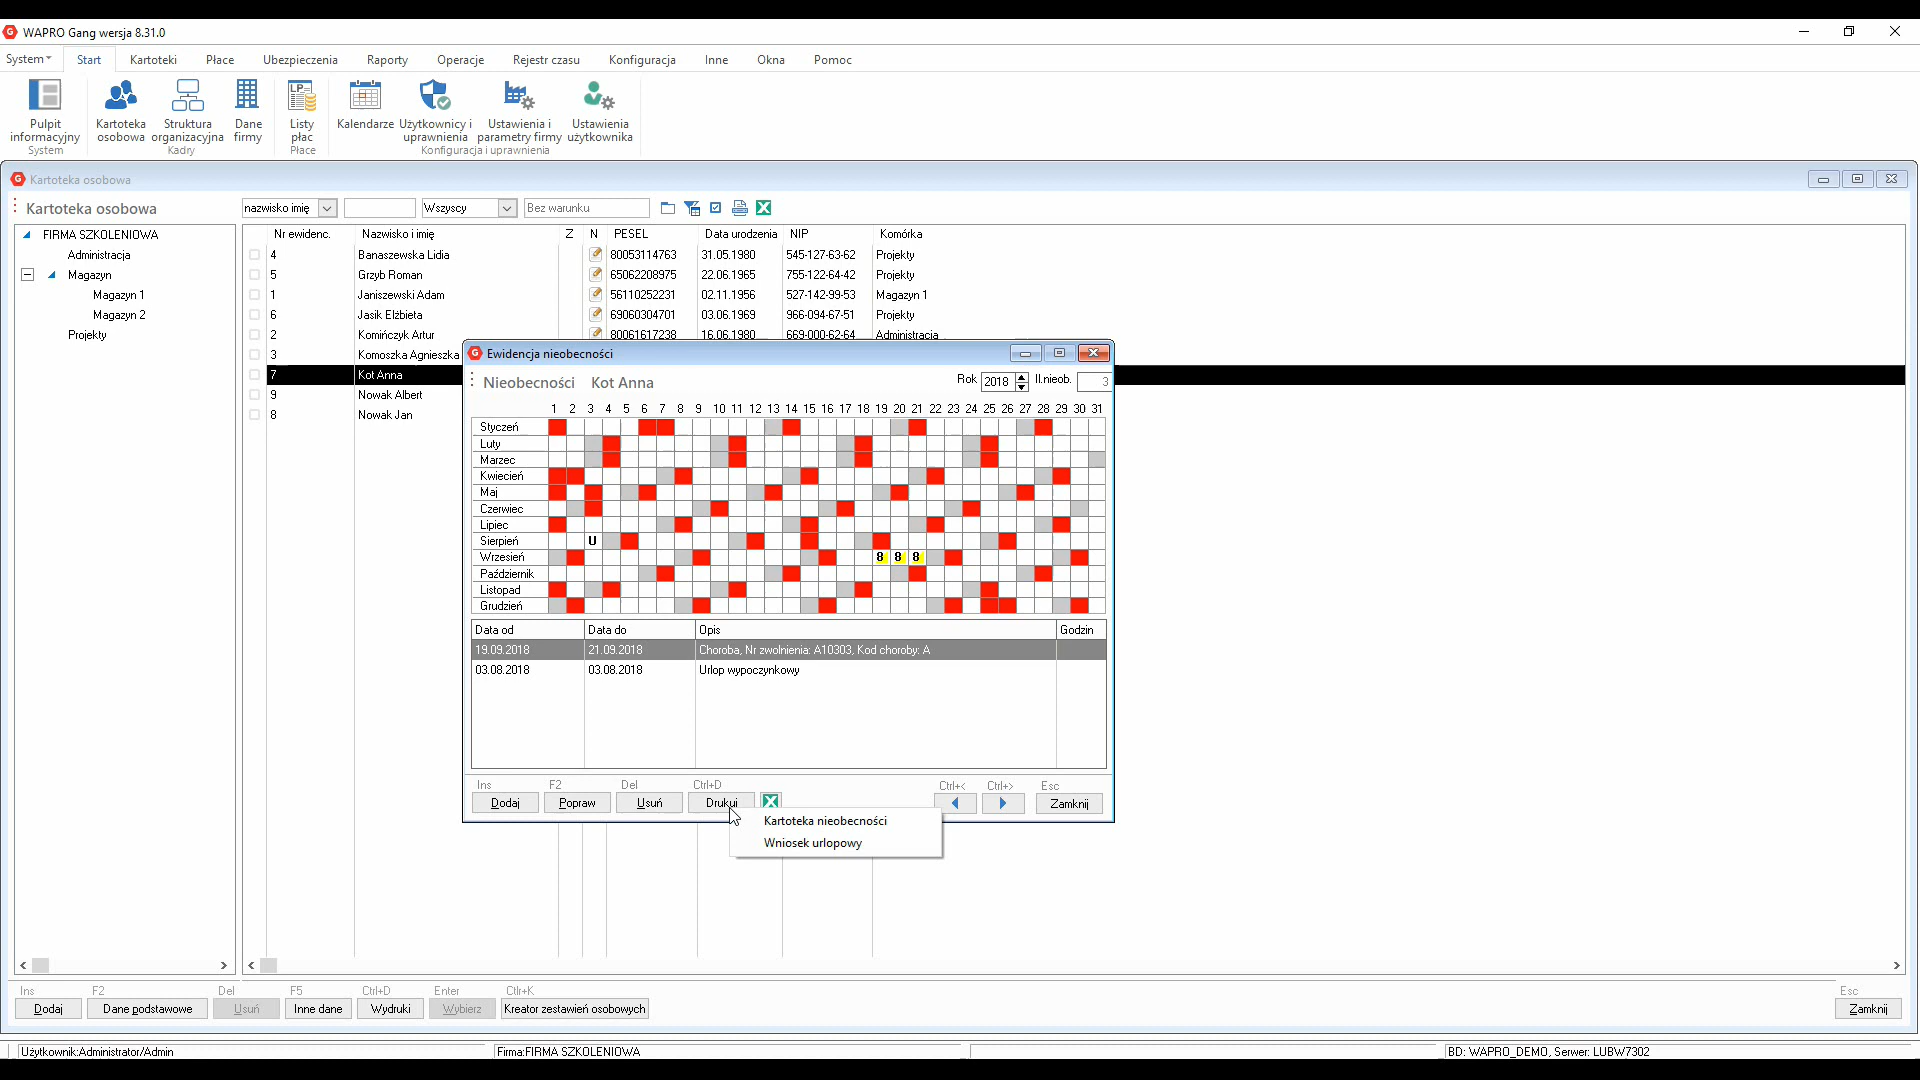 WAPRO Gang wersja 8.31.0
System Start Kartoteki Płace Ubezpieczenia Raporty Operacje Rejestr czasu Konfiguracja Inne Okna Pomoc
Pulpit informacyjny
Kartoteka osobowa
Struktura organizacyjna
Dane firmy
Listy płac
Kalendarze
Użytkownicy i uprawnienia
Ustawienia i parametry firmy
Ustawienia użytkownika
System Kadry Płace Konfiguracja i uprawnienia
Kartoteka osobowa
Kartoteka osobowa nazwisko imię Wszyscy Bez warunku
FIRMA SZKOLENIOWA
Administracja
Magazyn
Magazyn 1
Magazyn 2
Projekty
Nr ewidenc. Nazwisko i imię Z N PESEL Data urodzenia NIP Komórka
4 Banaszewska Lidia 80053114763 31.05.1980 545-127-63-62 Projekty
5 Grzyb Roman 65062208975 22.06.1965 755-122-64-42 Projekty
1 Janiszewski Adam 56110252231 02.11.1956 527-142-99-53 Magazyn 1
6 Jasik Elżbieta 69060304701 03.06.1969 966-094-67-51 Projekty
2 Komińczyk Artur 80061617238 16.06.1980 669-000-62-64 Administracja
3 Komoszka Agnieszka
7 Kot Anna
9 Nowak Albert
8 Nowak Jan
Ewidencja nieobecności
Nieobecności Kot Anna Rok 2018 Il.nieob. 3
1 2 3 4 5 6 7 8 9 10 11 12 13 14 15 16 17 18 19 20 21 22 23 24 25 26 27 28 29 30 31
Styczeń
Luty
Marzec
Kwiecień
Maj
Czerwiec
Lipiec
Sierpień U
Wrzesień 8 8 8
Październik
Listopad
Grudzień
Data od Data do Opis Godzin
19.09.2018 21.09.2018 Choroba, Nr zwolnienia: A10303, Kod choroby: A
03.08.2018 03.08.2018 Urlop wypoczynkowy
Ins F2 Del Ctrl+D Ctrl+< Ctrl+> Esc
Dodaj Popraw Usuń Drukuj Zamknij
Kartoteka nieobecności
Wniosek urlopowy
Ins F2 Del F5 Ctrl+D Enter Ctlr+K Esc
Dodaj Dane podstawowe Usuń Inne dane Wydruki Wybierz Kreator zestawień osobowych Zamknij
Użytkownik:Administrator/Admin Firma:FIRMA SZKOLENIOWA BD: WAPRO_DEMO, Serwer: LUBW7302